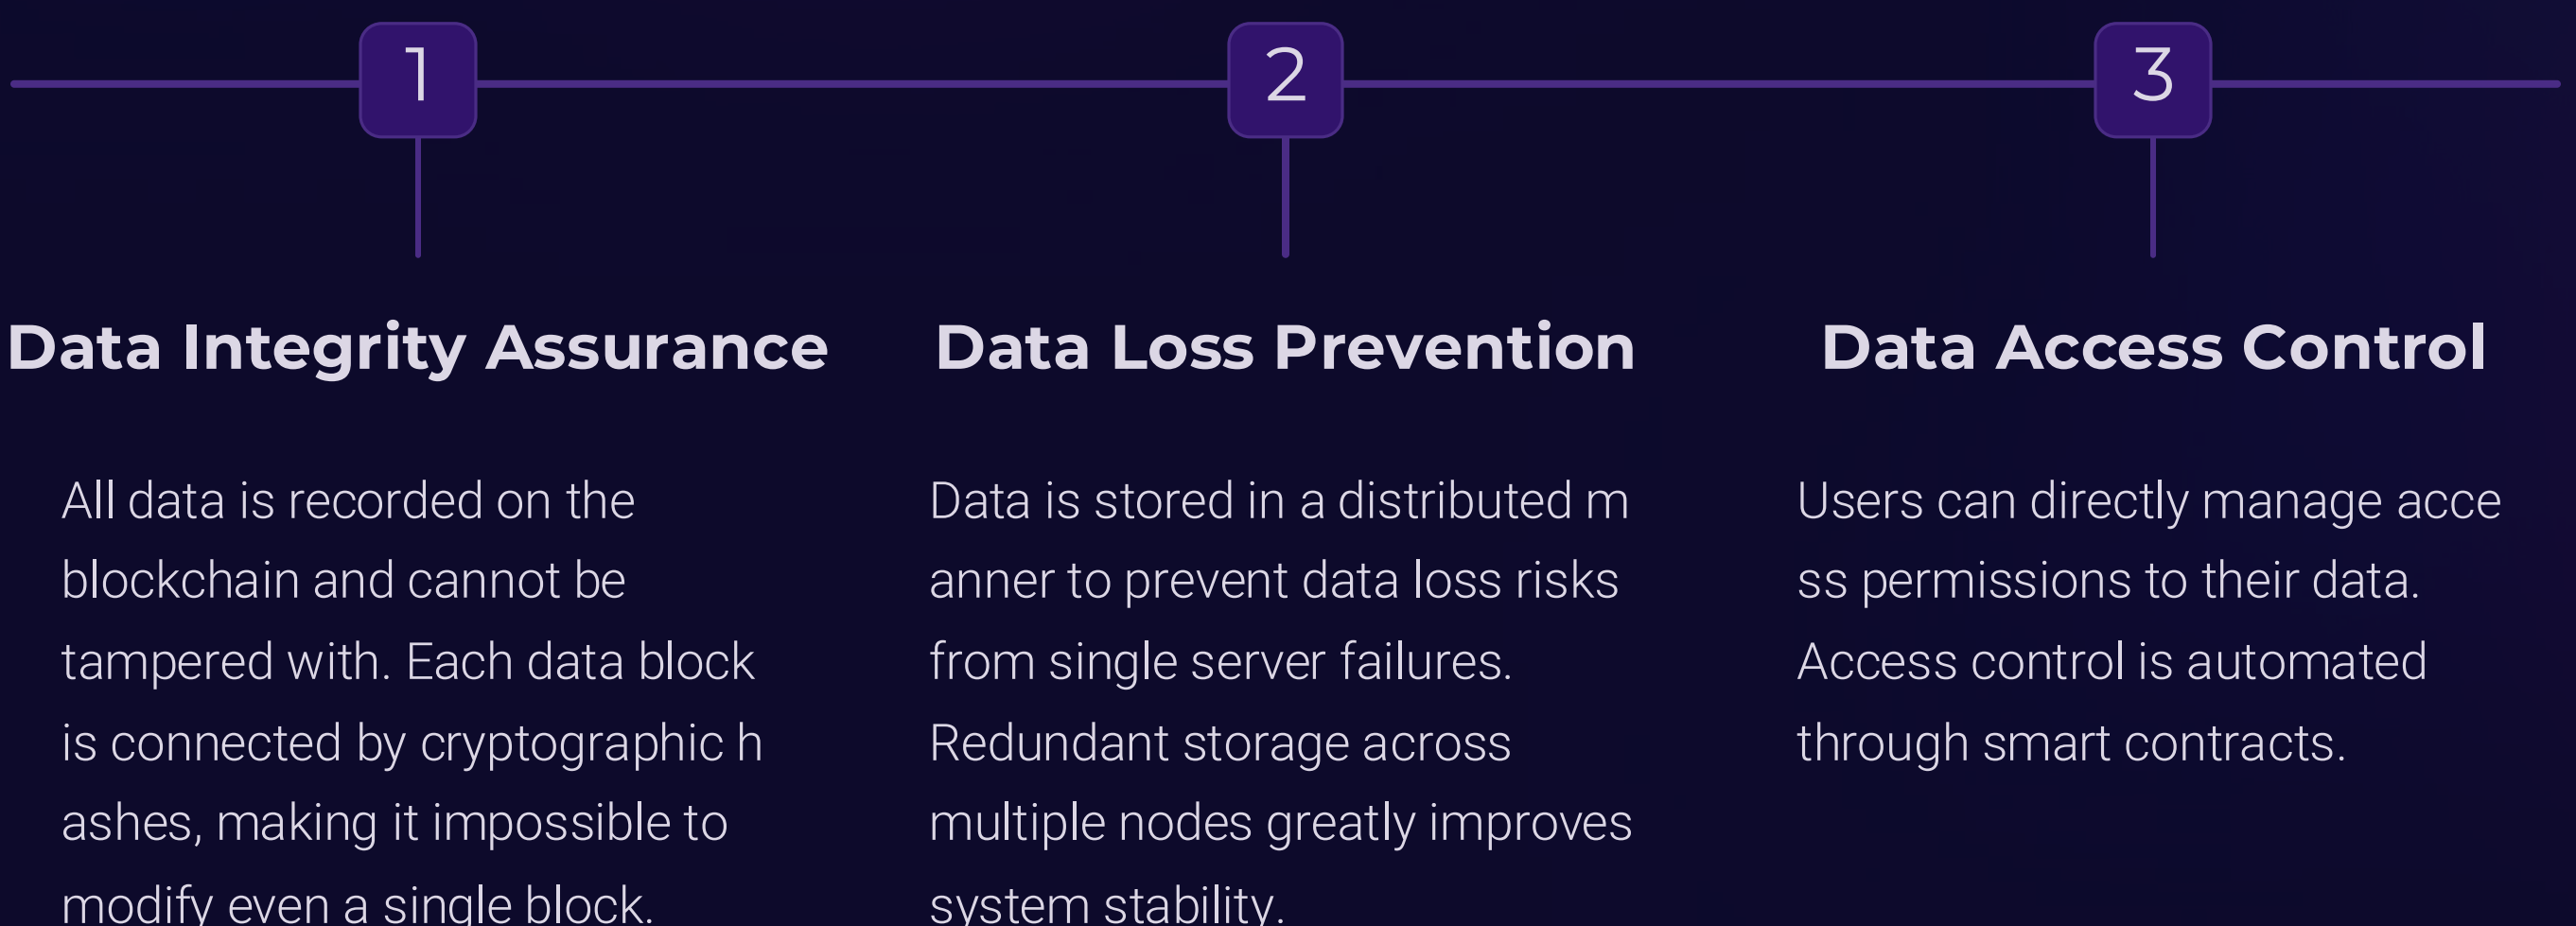 1
Data Integrity Assurance
All data is recorded on the
blockchain and cannot be
tampered with. Each data block
is connected by cryptographic h
ashes, making it impossible to
modify even a single block.
2
Data Loss Prevention
Data is stored in a distributed m
anner to prevent data loss risks
from single server failures.
Redundant storage across
multiple nodes greatly improves
system stability.
3
Data Access Control
Users can directly manage acce
ss permissions to their data.
Access control is automated
through smart contracts.